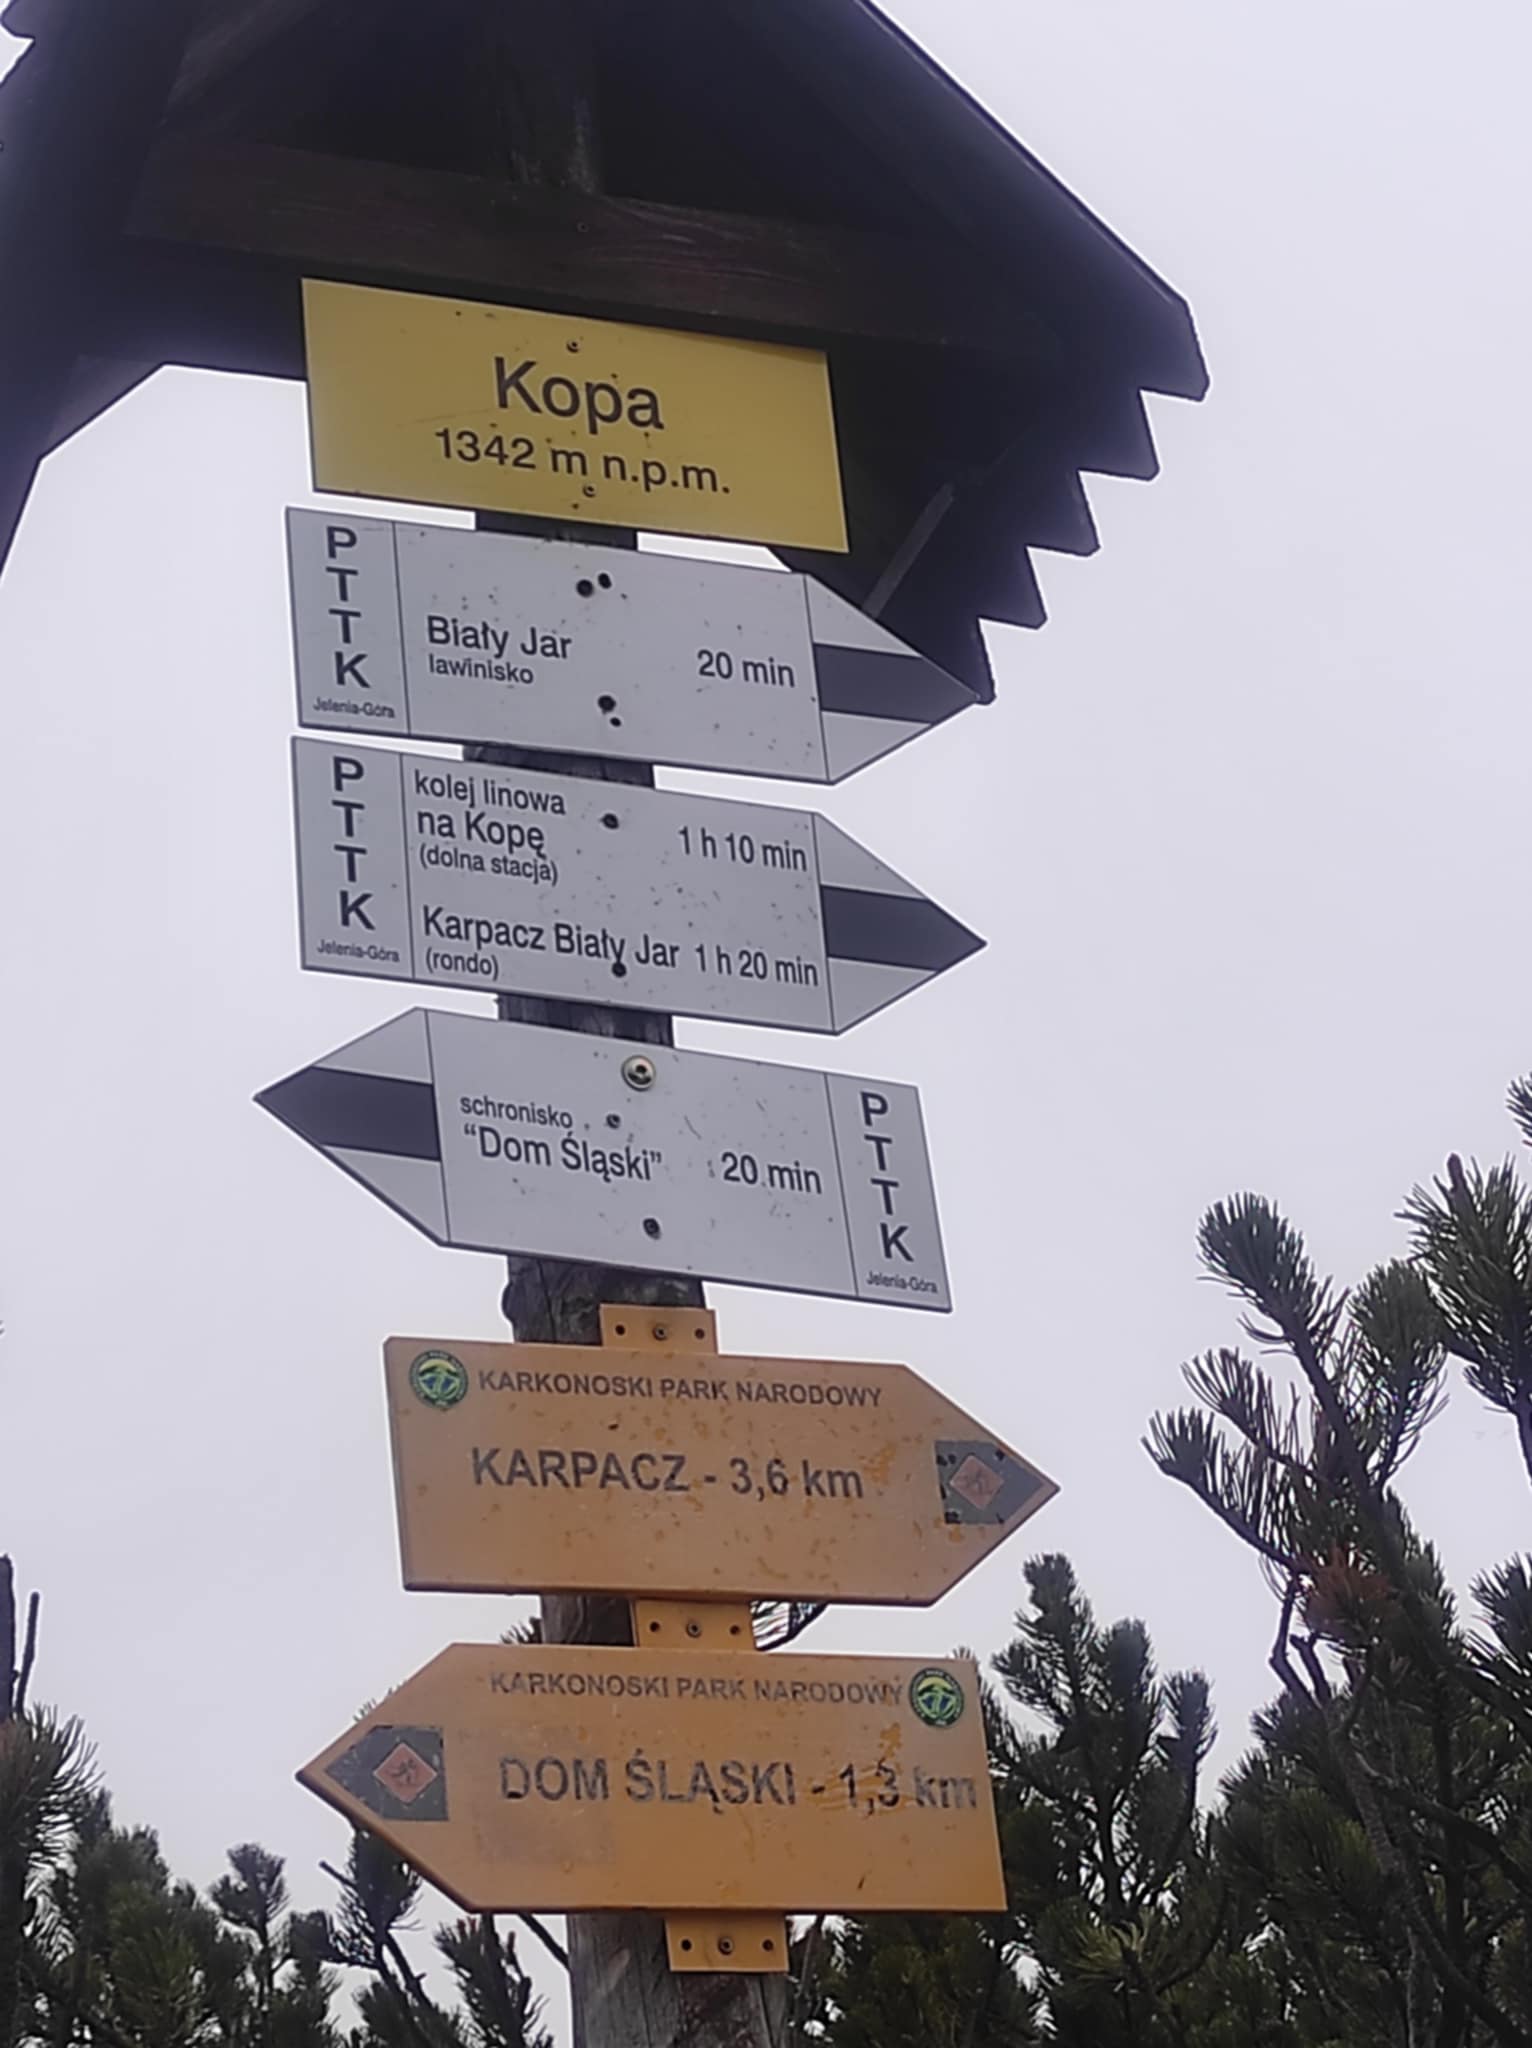 Kopa
1342 m n.p.m.
PTTK
Jelenia-Góra
Biały Jar
lawinisko
20 min
PTTK
Jelenia-Góra
kolej linowa
na Kopę
(dolna stacja)
1 h 10 min
Karpacz Biały Jar 1 h 20 min
(rondo)
schronisko
“Dom Śląski” 20 min
PTTK
Jelenia-Góra
KARKONOSKI PARK NARODOWY
KARPACZ - 3,6 km
KARKONOSKI PARK NARODOWY
DOM ŚLĄSKI - 1,3 km